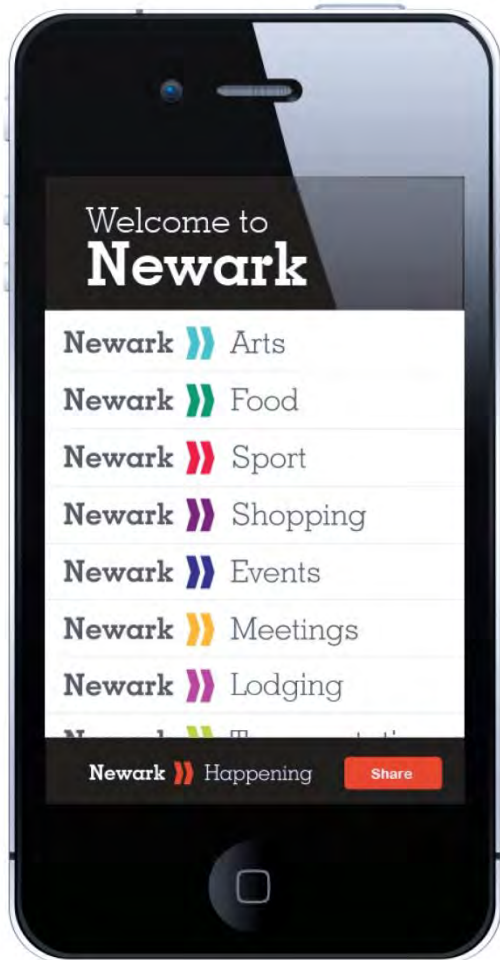 Welcome to
Newark
Newark Arts
Newark Food
Newark Sport
Newark Shopping
Newark Events
Newark Meetings
Newark Lodging
Newark Happening
Share